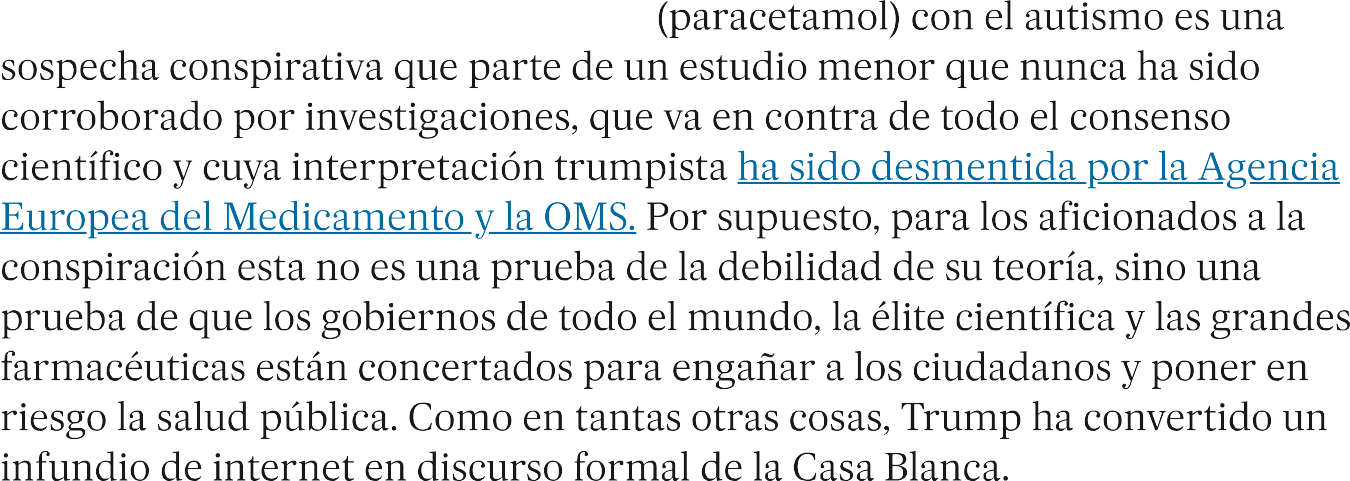 (paracetamol) con el autismo es una
sospecha conspirativa que parte de un estudio menor que nunca ha sido
corroborado por investigaciones, que va en contra de todo el consenso
científico y cuya interpretación trumpista ha sido desmentida por la Agencia
Europea del Medicamento y la OMS. Por supuesto, para los aficionados a la
conspiración esta no es una prueba de la debilidad de su teoría, sino una
prueba de que los gobiernos de todo el mundo, la élite científica y las grandes
farmacéuticas están concertados para engañar a los ciudadanos y poner en
riesgo la salud pública. Como en tantas otras cosas, Trump ha convertido un
infundio de internet en discurso formal de la Casa Blanca.